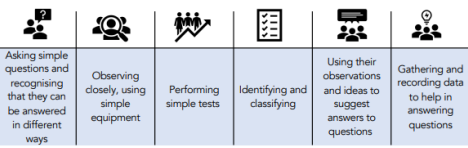 Asking simple
questions and
recognising
that they can
be answered
in different
ways
Observing
closely, using
simple
equipment
Performing
simple tests
Identifying and
classifying
Using their
observations
and ideas to
suggest
answers to
questions
Gathering and
recording data
to help in
answering
questions